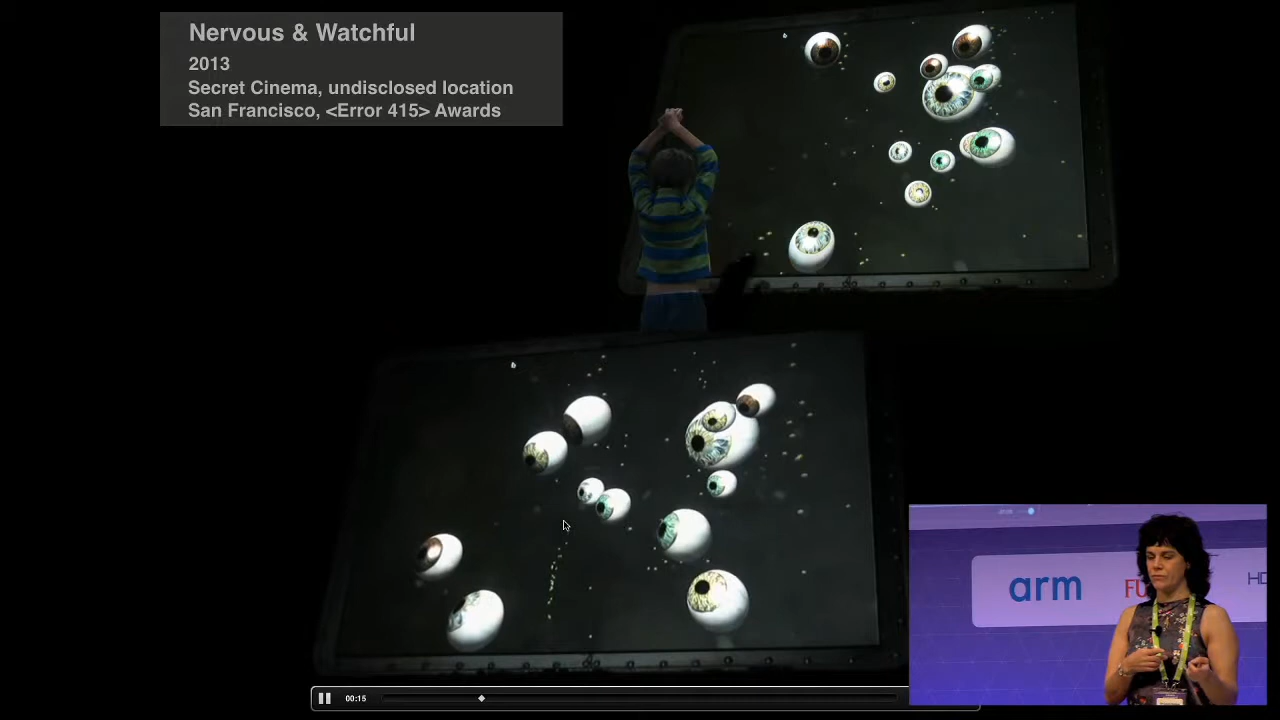 Nervous & Watchful
2013
Secret Cinema, undisclosed location
San Francisco, <Error 415> Awards
00:15
arm